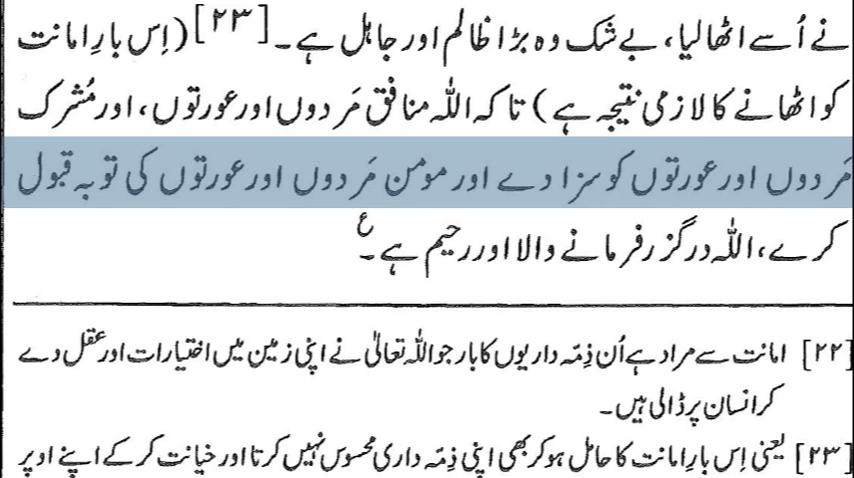 نے اُسے اٹھا لیا، بے شک وہ بڑا ظالم اور جاہل ہے۔[۲۳] (اِس بارِ امانت
کو اٹھانے کا لازمی نتیجہ ہے) تاکہ اللہ منافق مَردوں اور عورتوں، اور مُشرک
مَردوں اور عورتوں کو سزا دے اور مومن مَردوں اور عورتوں کی توبہ قبول
کرے، اللہ درگزر فرمانے والا اور رحیم ہے۔ ؏
[۲۲] امانت سے مراد ہے اُن ذِمّہ داریوں کا بار جو اللہ تعالیٰ نے اپنی زمین میں اختیارات اور عقل دے
کر انسان پر ڈالی ہیں۔
[۲۳] یعنی اِس بارِ امانت کا حامل ہو کر بھی اپنی ذِمّہ داری محسوس نہیں کرتا اور خیانت کر کے اپنے اوپر